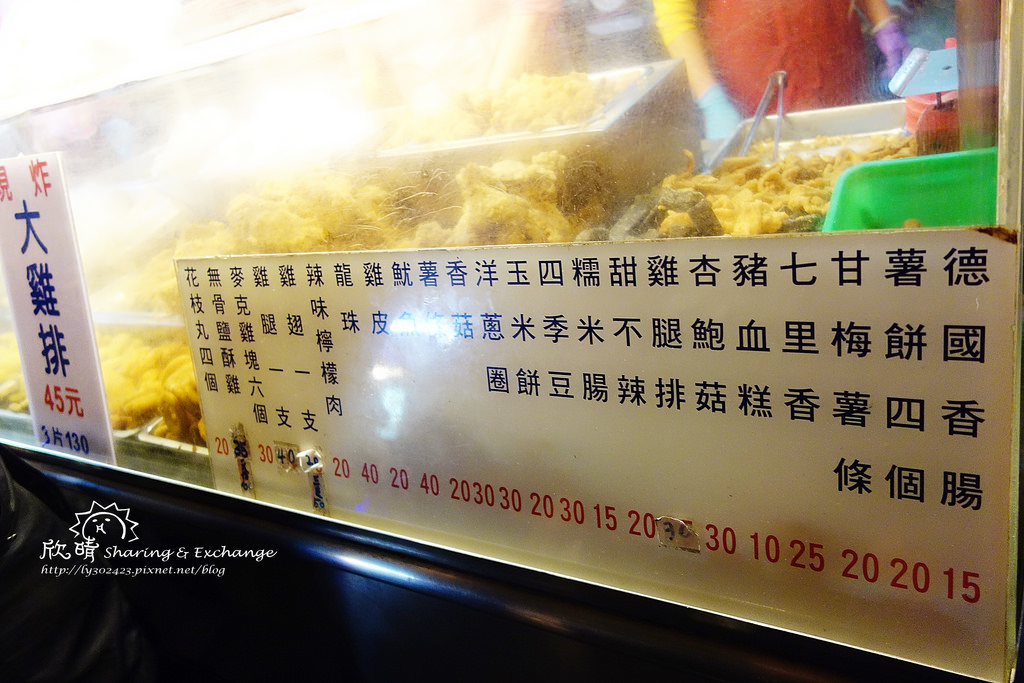 德國香腸 15
薯餅四個 20
甘梅薯條 20
七里香 25
豬血糕 10
杏鮑菇 30
雞腿排 30
甜不辣 20
糯米腸 15
四季豆 30
玉米餅 20
洋蔥圈 30
香菇 30
薯條 20
魷魚 40
雞皮 20
龍珠 40
辣味檸檬肉 20
雞翅一支
雞腿一支 40
麥克雞塊六個 30
無骨鹽酥雞
花枝丸四個 20
現炸
大雞排
45元
3片130
欣晴 Sharing & Exchange
http://ly302423.pixnet.net/blog